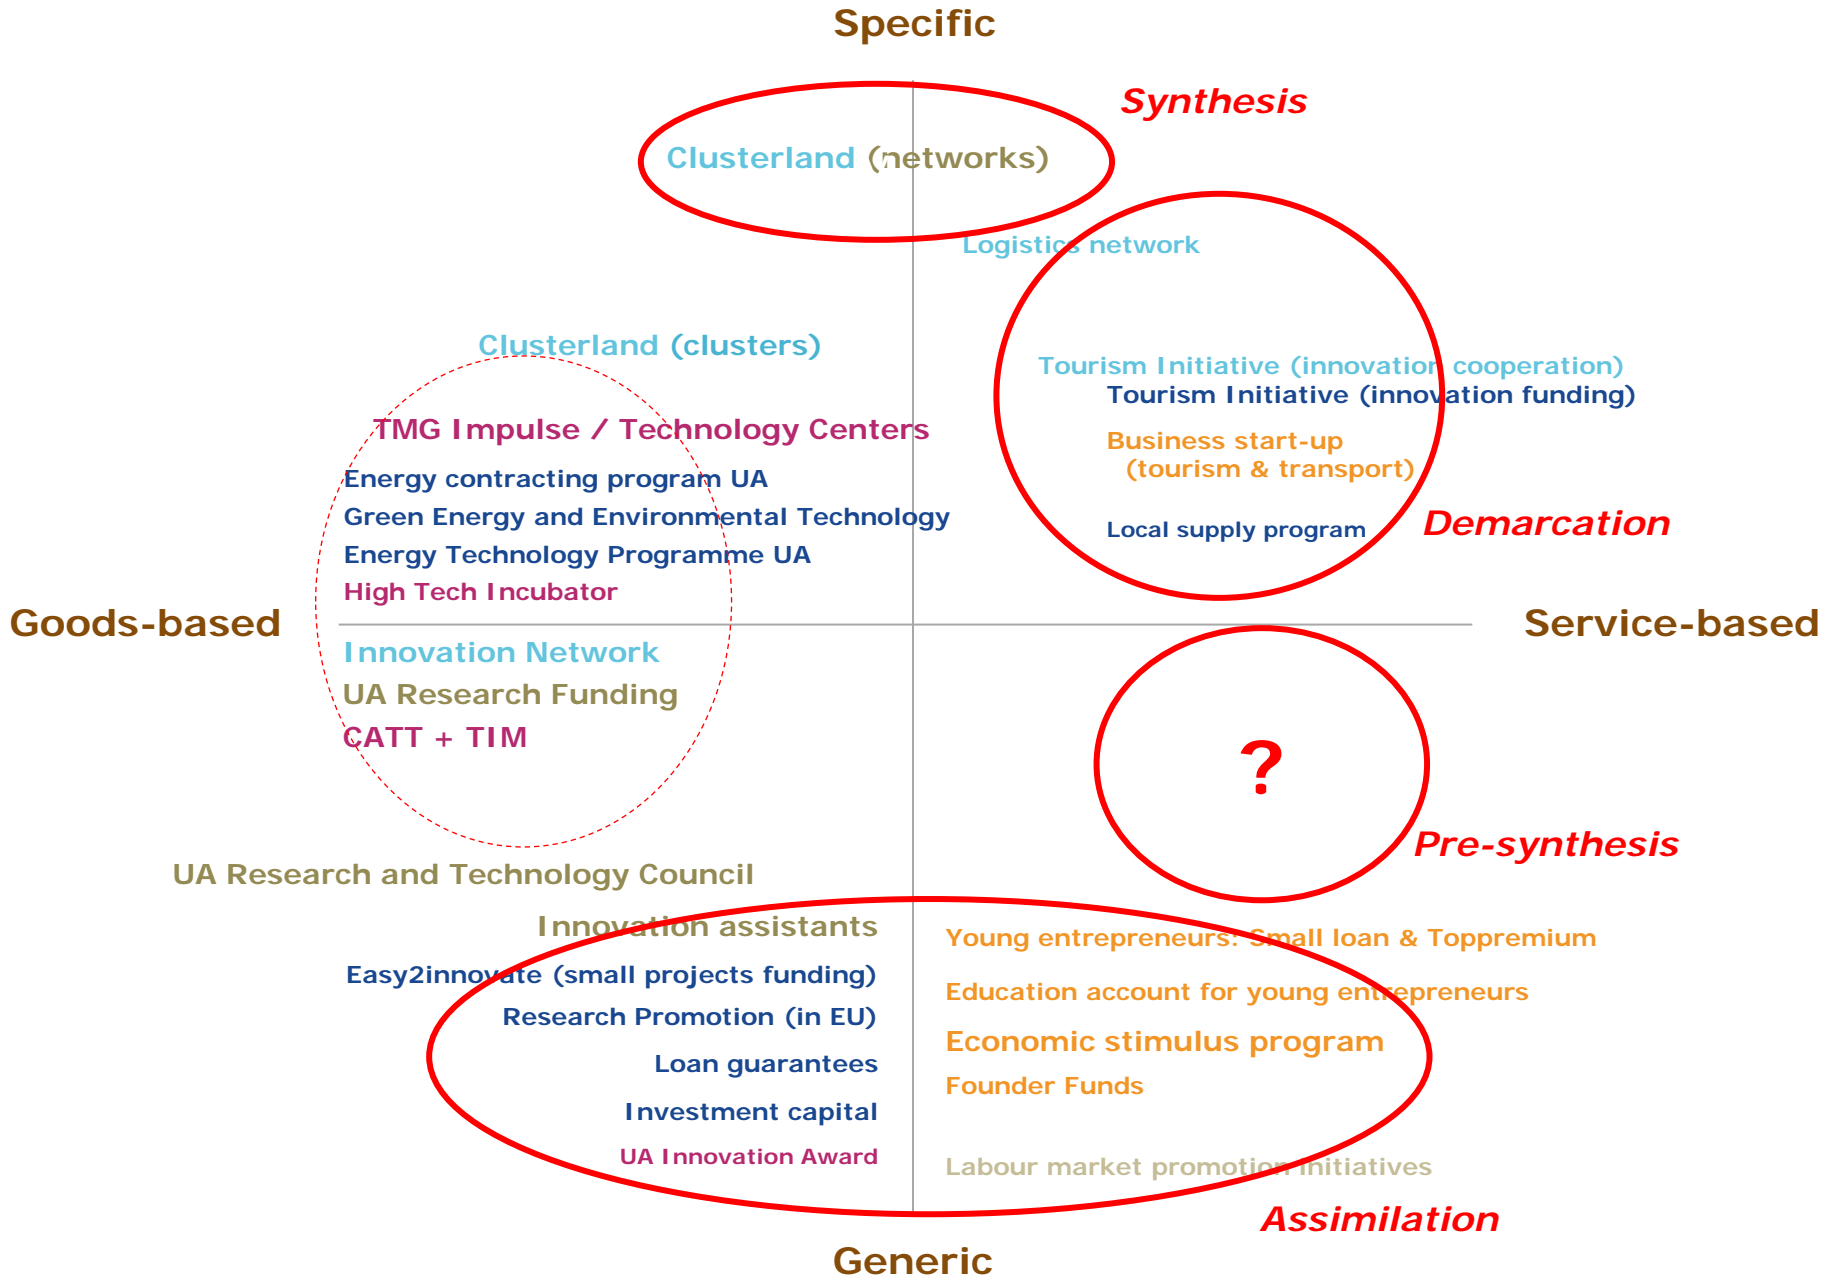 Specific
Synthesis
Clusterland (networks)
Logistics network
Clusterland (clusters)
Tourism Initiative (innovation cooperation)
Tourism Initiative (innovation funding)
TMG Impulse / Technology Centers
Business start-up
(tourism & transport)
Energy contracting program UA
Green Energy and Environmental Technology
Demarcation
Local supply program
Energy Technology Programme UA
High Tech Incubator
Goods-based
Service-based
Innovation Network
UA Research Funding
CATT + TIM
?
Pre-synthesis
UA Research and Technology Council
Innovation assistants
Young entrepreneurs: Small loan & Toppremium
Easy2innovate (small projects funding)
Education account for young entrepreneurs
Research Promotion (in EU)
Economic stimulus program
Loan guarantees
Founder Funds
Investment capital
UA Innovation Award
Labour market promotion initiatives
Assimilation
Generic